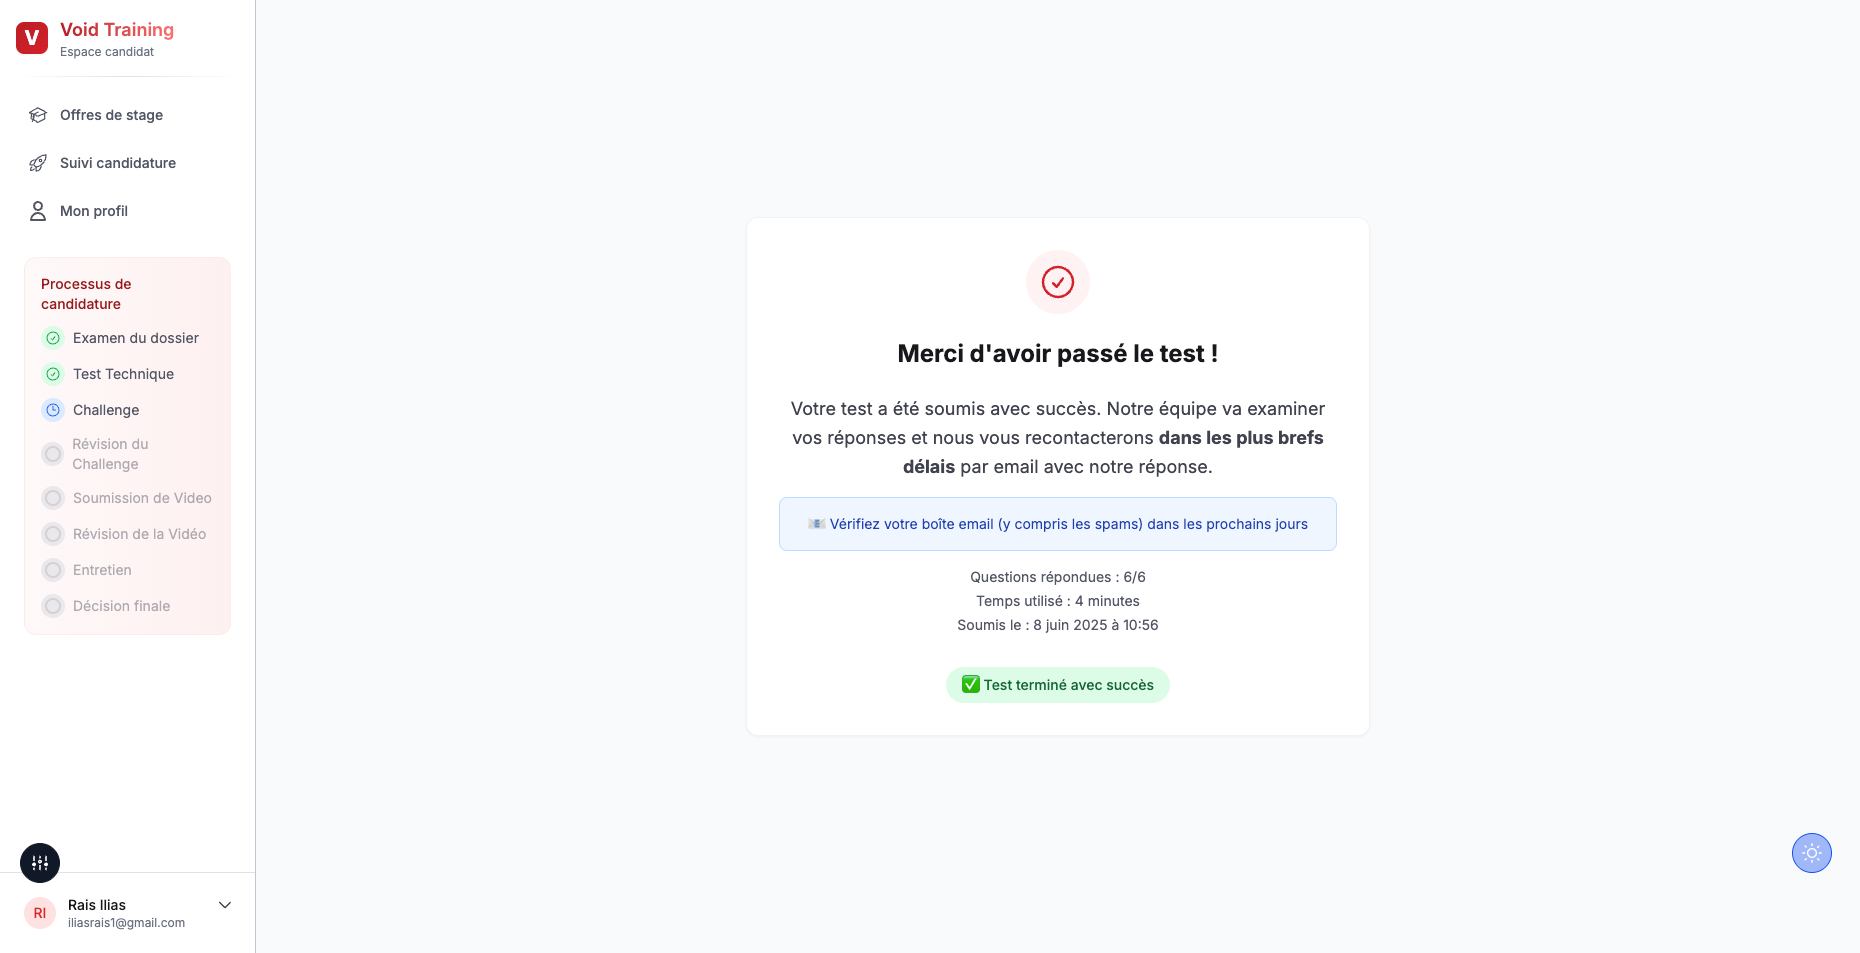 V
Void Training
Espace candidat
Offres de stage
Suivi candidature
Mon profil
Processus de
candidature
Examen du dossier
Test Technique
Challenge
Révision du
Challenge
Soumission de Video
Révision de la Vidéo
Entretien
Décision finale
RI
Rais Ilias
iliasrais1@gmail.com
Merci d'avoir passé le test !
Votre test a été soumis avec succès. Notre équipe va examiner
vos réponses et nous vous recontacterons dans les plus brefs
délais par email avec notre réponse.
📧 Vérifiez votre boîte email (y compris les spams) dans les prochains jours
Questions répondues : 6/6
Temps utilisé : 4 minutes
Soumis le : 8 juin 2025 à 10:56
✅ Test terminé avec succès